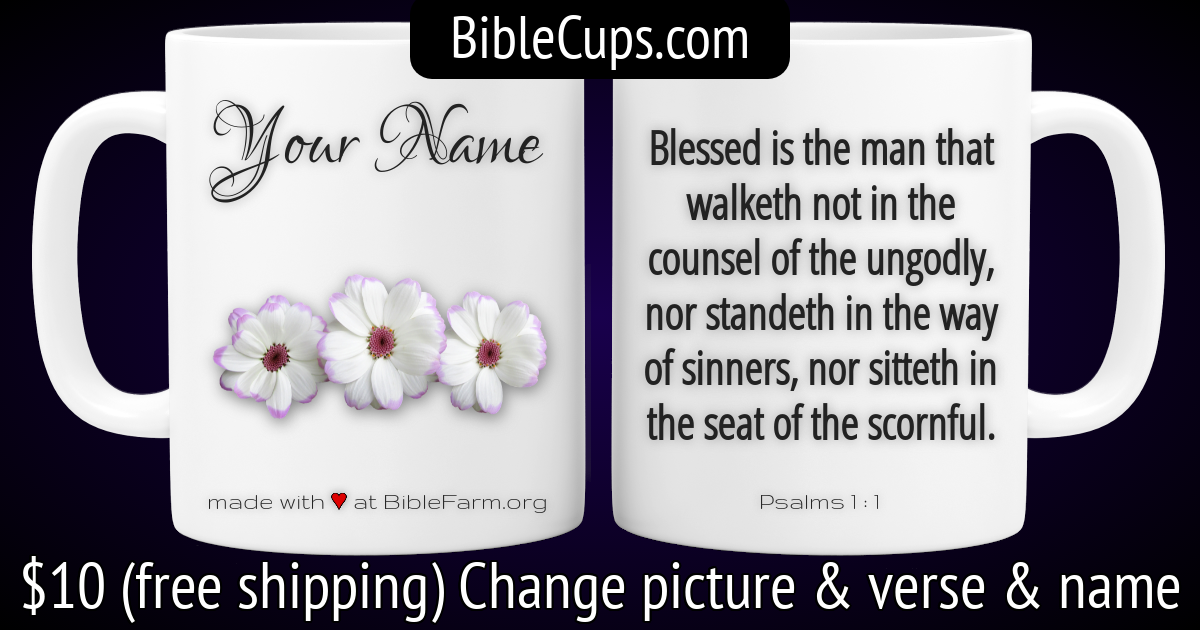 BibleCups.com
Your Name
made with ♥ at BibleFarm.org
Blessed is the man that
walketh not in the
counsel of the ungodly,
nor standeth in the way
of sinners, nor sitteth in
the seat of the scornful.
Psalms 1 : 1
$10 (free shipping) Change picture & verse & name